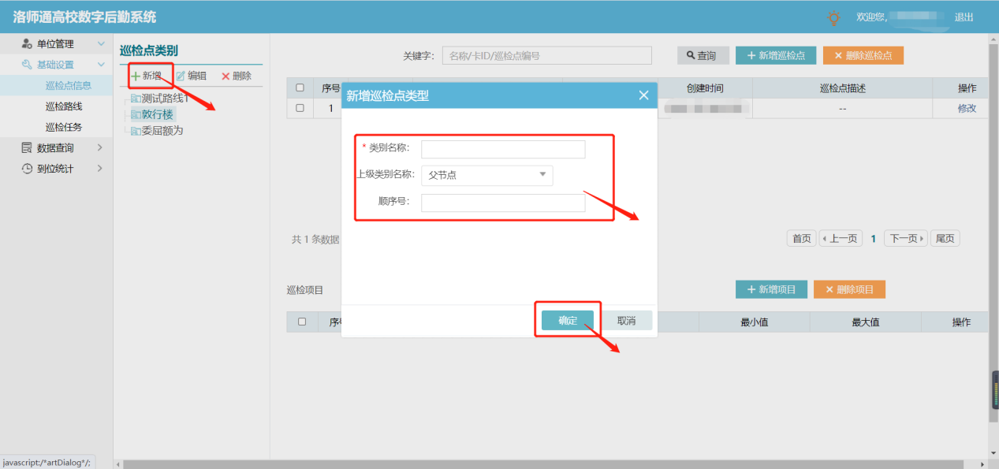 洛师通高校数字后勤系统
欢迎您,
退出
单位管理
基础设置
巡检点信息
巡检路线
巡检任务
数据查询
到位统计
巡检点类别
新增 编辑 删除
测试路线1
敦行楼
委屈额为
关键字: 名称/卡ID/巡检点编号 查询 新增巡检点 删除巡检点
序号 创建时间 巡检点描述 操作
1 -- 修改
新增巡检点类型
* 类别名称:
上级类别名称: 父节点
顺序号:
确定 取消
共 1 条数据
首页 上一页 1 下一页 尾页
巡检项目 新增项目 删除项目
序 最小值 最大值 操作
javascript:/*artDialog*/;